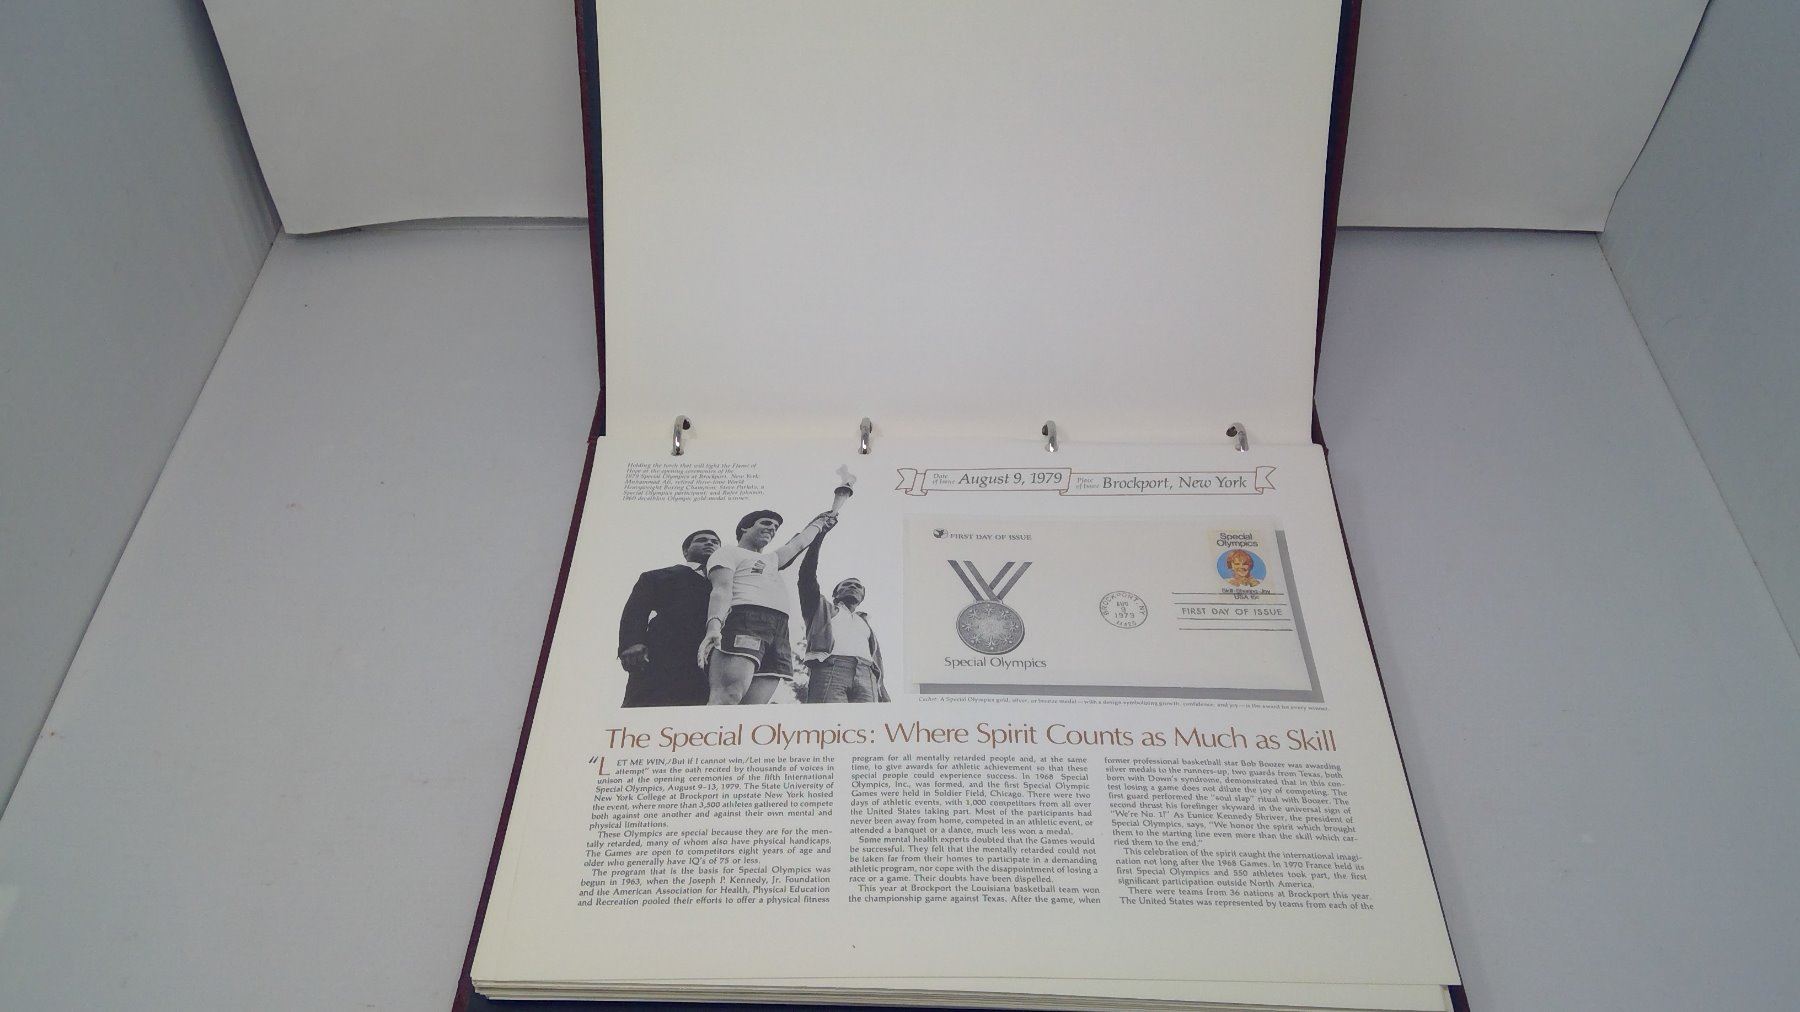 Holding the torch that will light the Flame of
Hope at the opening ceremonies of the
1979 Special Olympics at Brockport, New York,
Muhammad Ali, retired three-time World
Heavyweight Boxing Champion; Steve Partalo, a
Special Olympics participant; and Rafer Johnson,
1960 decathlon Olympic gold-medal winner.
Date of Issue August 9, 1979 Place of Issue Brockport, New York
FIRST DAY OF ISSUE
Special
Olympics
Skill·Sharing·Joy
USA 15c
BROCKPORT, NY
AUG
9
1979
14420
FIRST DAY OF ISSUE
Special Olympics
Cachet: A Special Olympics gold, silver, or bronze medal—with a design symbolizing growth, confidence, and joy—is the award for every winner.
The Special Olympics: Where Spirit Counts as Much as Skill
"LET ME WIN,/But if I cannot win,/Let me be brave in the
attempt" was the oath recited by thousands of voices in
unison at the opening ceremonies of the fifth International
Special Olympics, August 9–13, 1979. The State University of
New York College at Brockport in upstate New York hosted
the event, where more than 3,500 athletes gathered to compete
both against one another and against their own mental and
physical limitations.
These Olympics are special because they are for the men-
tally retarded, many of whom also have physical handicaps.
The Games are open to competitors eight years of age and
older who generally have IQ's of 75 or less.
The program that is the basis for Special Olympics was
begun in 1963, when the Joseph P. Kennedy, Jr. Foundation
and the American Association for Health, Physical Education
and Recreation pooled their efforts to offer a physical fitness
program for all mentally retarded people and, at the same
time, to give awards for athletic achievement so that these
special people could experience success. In 1968 Special
Olympics, Inc., was formed, and the first Special Olympic
Games were held in Soldier Field, Chicago. There were two
days of athletic events, with 1,000 competitors from all over
the United States taking part. Most of the participants had
never been away from home, competed in an athletic event, or
attended a banquet or a dance, much less won a medal.
Some mental health experts doubted that the Games would
be successful. They felt that the mentally retarded could not
be taken far from their homes to participate in a demanding
athletic program, nor cope with the disappointment of losing a
race or a game. Their doubts have been dispelled.
This year at Brockport the Louisiana basketball team won
the championship game against Texas. After the game, when
former professional basketball star Bob Boozer was awarding
silver medals to the runners-up, two guards from Texas, both
born with Down's syndrome, demonstrated that in this con-
test losing a game does not dilute the joy of competing. The
first guard performed the "soul slap" ritual with Boozer. The
second thrust his forefinger skyward in the universal sign of
"We're No. 1!" As Eunice Kennedy Shriver, the president of
Special Olympics, says, "We honor the spirit which brought
them to the starting line even more than the skill which car-
ried them to the end."
This celebration of the spirit caught the international imagi-
nation not long after the 1968 Games. In 1970 France held its
first Special Olympics and 550 athletes took part, the first
significant participation outside North America.
There were teams from 36 nations at Brockport this year.
The United States was represented by teams from each of the